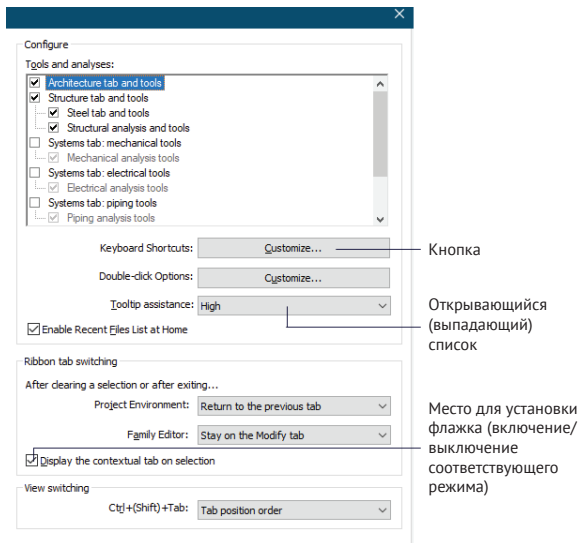 Configure
Tools and analyses:
Architecture tab and tools
Structure tab and tools
Steel tab and tools
Structural analysis and tools
Systems tab: mechanical tools
Mechanical analysis tools
Systems tab: electrical tools
Electrical analysis tools
Systems tab: piping tools
Piping analysis tools
Keyboard Shortcuts: Customize...
Кнопка
Double-click Options: Customize...
Tooltip assistance: High
Открывающийся
(выпадающий)
список
Enable Recent Files List at Home
Ribbon tab switching
After clearing a selection or after exiting...
Project Environment: Return to the previous tab
Family Editor: Stay on the Modify tab
Display the contextual tab on selection
Место для установки
флажка (включение/
выключение
соответствующего
режима)
View switching
Ctrl+(Shift)+Tab: Tab position order